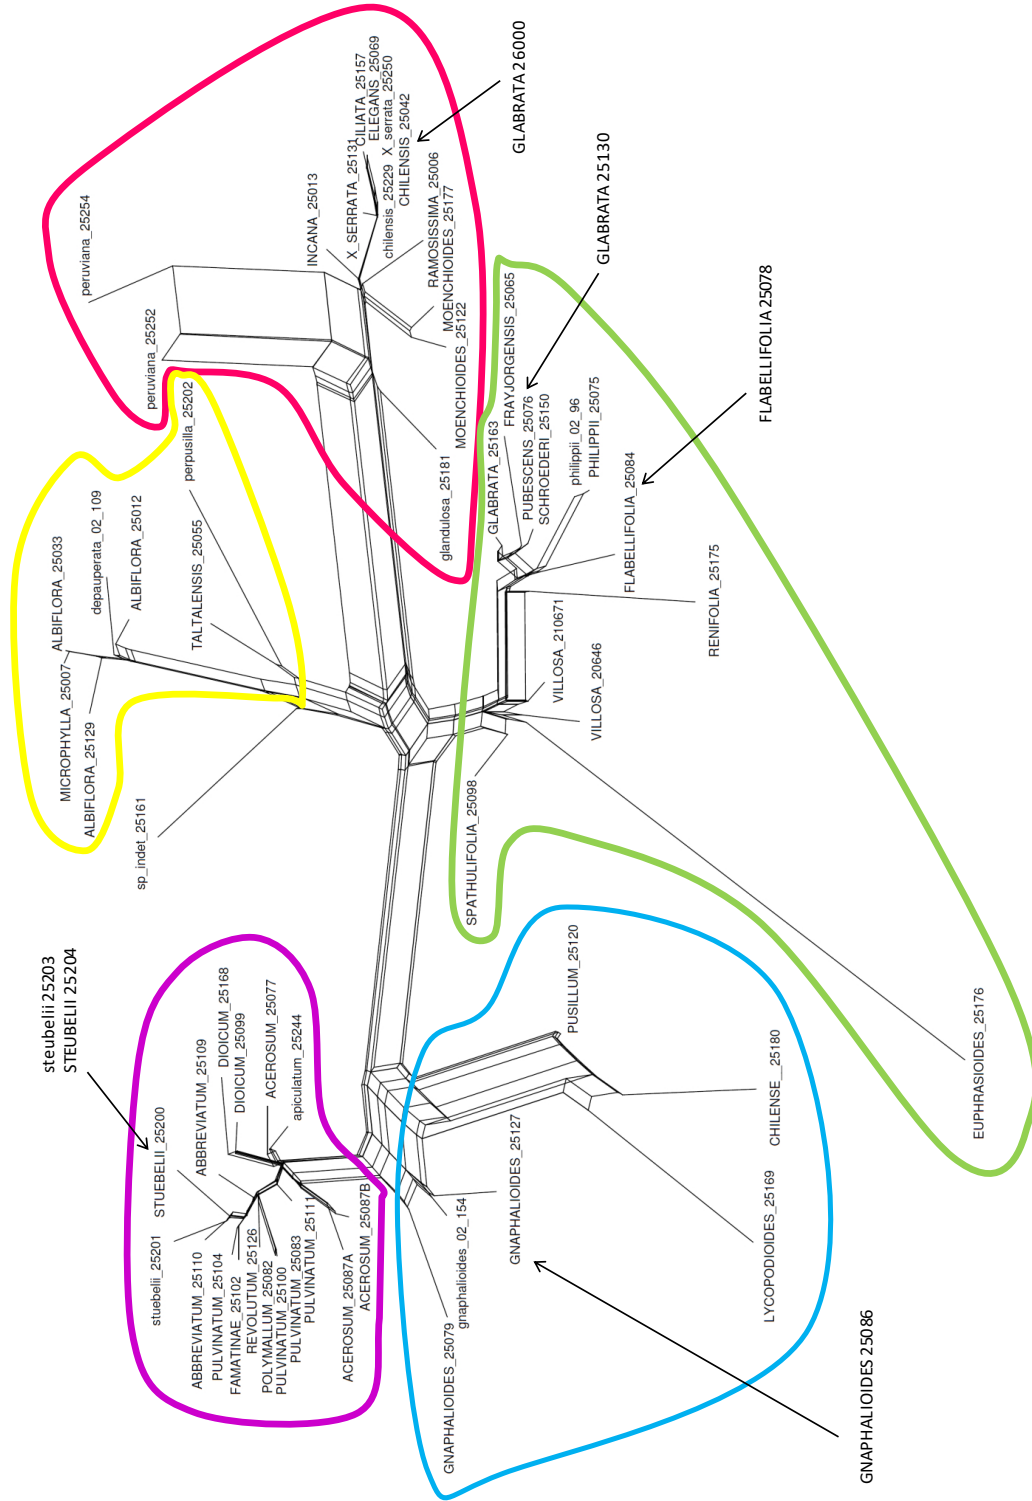 steubelii 25203
STEUBELII 25204
GLABRATA 26000
GLABRATA 25130
FLABELLIFOLIA 25078
GNAPHALIOIDES 25086
peruviana_25254
peruviana_25252
INCANA_25013
X_SERRATA_25131
CILIATA_25157
ELEGANS_25069
X_serrata_25250
chilensis_25229
CHILENSIS_25042
RAMOSISSIMA_25006
MOENCHIOIDES_25177
MOENCHIOIDES_25122
glandulosa_25181
perpusilla_25202
TALTALENSIS_25055
ALBIFLORA_25033
depauperata_02_109
ALBIFLORA_25012
MICROPHYLLA_25007
ALBIFLORA_25129
sp_indet_25161
GLABRATA_25163
FRAYJORGENSIS_25065
PUBESCENS_25076
SCHROEDERI_25150
philippii_02_96
PHILIPPII_25075
FLABELLIFOLIA_25084
RENIFOLIA_25175
VILLOSA_210671
VILLOSA_20646
SPATHULIFOLIA_25098
EUPHRASIOIDES_25176
PUSILLUM_25120
CHILENSE__25180
LYCOPODIOIDES_25169
GNAPHALIOIDES_25127
gnaphalioides_02_154
GNAPHALIOIDES_25079
DIOICUM_25168
DIOICUM_25099
ACEROSUM_25077
apiculatum_25244
ABBREVIATUM_25109
STUEBELII_25200
stuebelii_25201
ABBREVIATUM_25110
PULVINATUM_25104
FAMATINAE_25102
REVOLUTUM_25126
POLYMALLUM_25082
PULVINATUM_25100
PULVINATUM_25083
PULVINATUM_25111
ACEROSUM_25087A
ACEROSUM_25087B